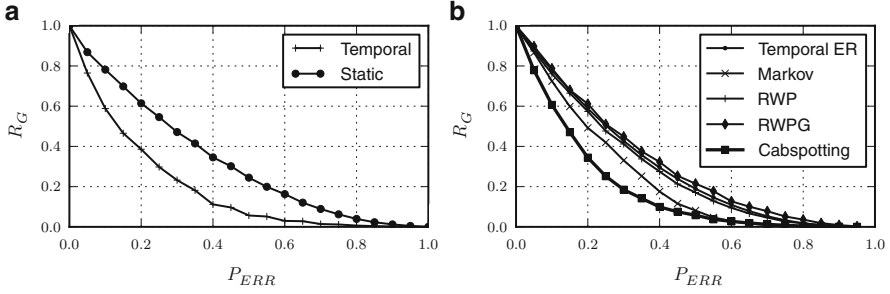 a
1.0
0.8
0.6
0.4
0.2
0.0
R_G
Temporal
Static
0.0 0.2 0.4 0.6 0.8 1.0
P_ERR
b
1.0
0.8
0.6
0.4
0.2
0.0
R_G
Temporal ER
Markov
RWP
RWPG
Cabspotting
0.0 0.2 0.4 0.6 0.8 1.0
P_ERR